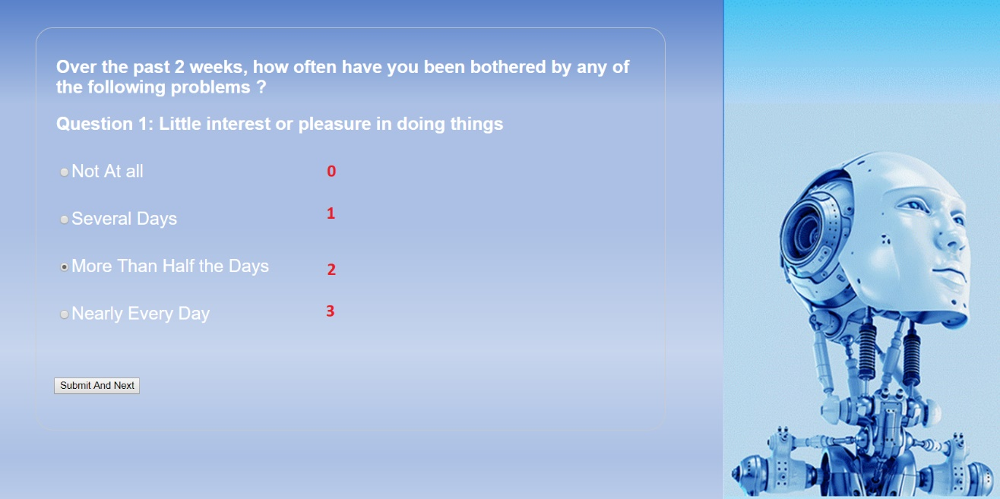 Over the past 2 weeks, how often have you been bothered by any of
the following problems ?
Question 1: Little interest or pleasure in doing things
Not At all 0
Several Days 1
More Than Half the Days 2
Nearly Every Day 3
Submit And Next